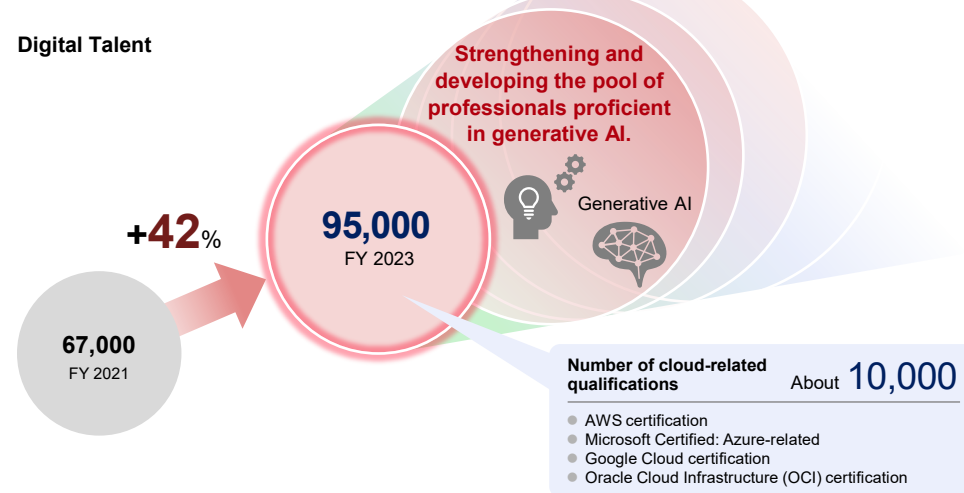 Digital Talent
Strengthening and
developing the pool of
professionals proficient
in generative AI.
Generative AI
+42%
95,000
FY 2023
67,000
FY 2021
Number of cloud-related
qualifications
About 10,000
AWS certification
Microsoft Certified: Azure-related
Google Cloud certification
Oracle Cloud Infrastructure (OCI) certification